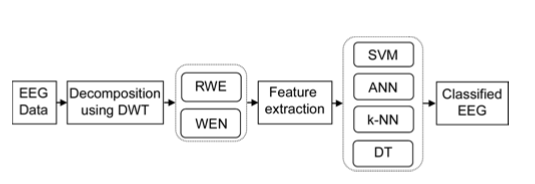 EEG
Data
Decomposition
using DWT
RWE
WEN
Feature
extraction
SVM
ANN
k-NN
DT
Classified
EEG